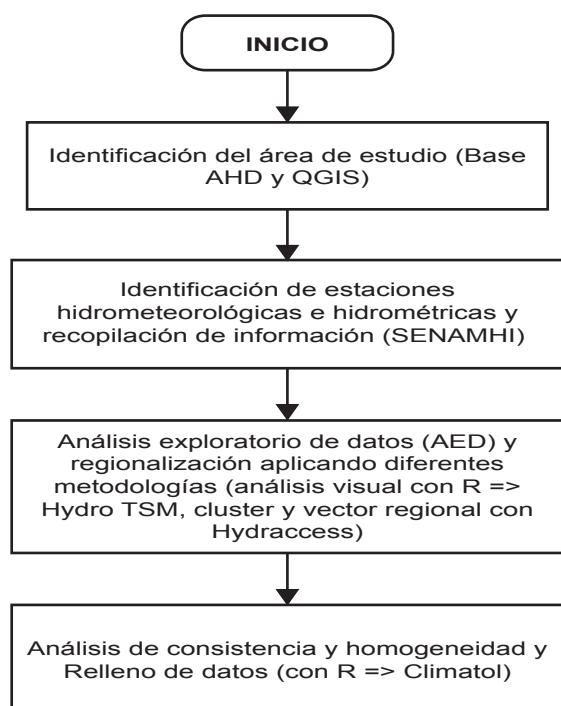 INICIO
Identificación del área de estudio (Base
AHD y QGIS)
Identificación de estaciones
hidrometeorológicas e hidrométricas y
recopilación de información (SENAMHI)
Análisis exploratorio de datos (AED) y
regionalización aplicando diferentes
metodologías (análisis visual con R =>
Hydro TSM, cluster y vector regional con
Hydraccess)
Análisis de consistencia y homogeneidad y
Relleno de datos (con R => Climatol)